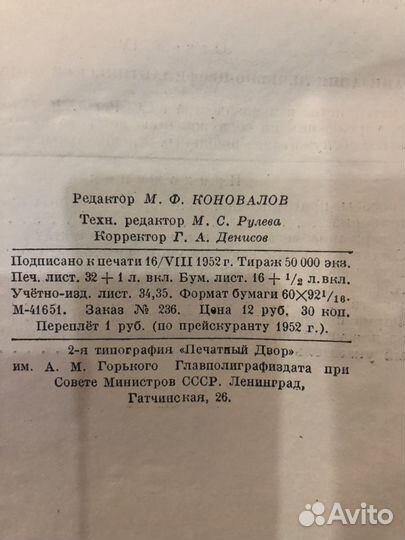 Редактор М. Ф. КОНОВАЛОВ
Техн. редактор М. С. Рулева
Корректор Г. А. Денисов
Подписано к печати 16/VIII 1952 г. Тираж 50 000 экз.
Печ. лист. 32 + 1 л. вкл. Бум. лист. 16 + 1/2 л. вкл.
Учётно-изд. лист. 34,35. Формат бумаги 60×92 1/16.
М-41651. Заказ № 236. Цена 12 руб. 30 коп.
Переплёт 1 руб. (по прейскуранту 1952 г.).
2-я типография «Печатный Двор»
им. А. М. Горького Главполиграфиздата при
Совете Министров СССР. Ленинград,
Гатчинская, 26.
Avito